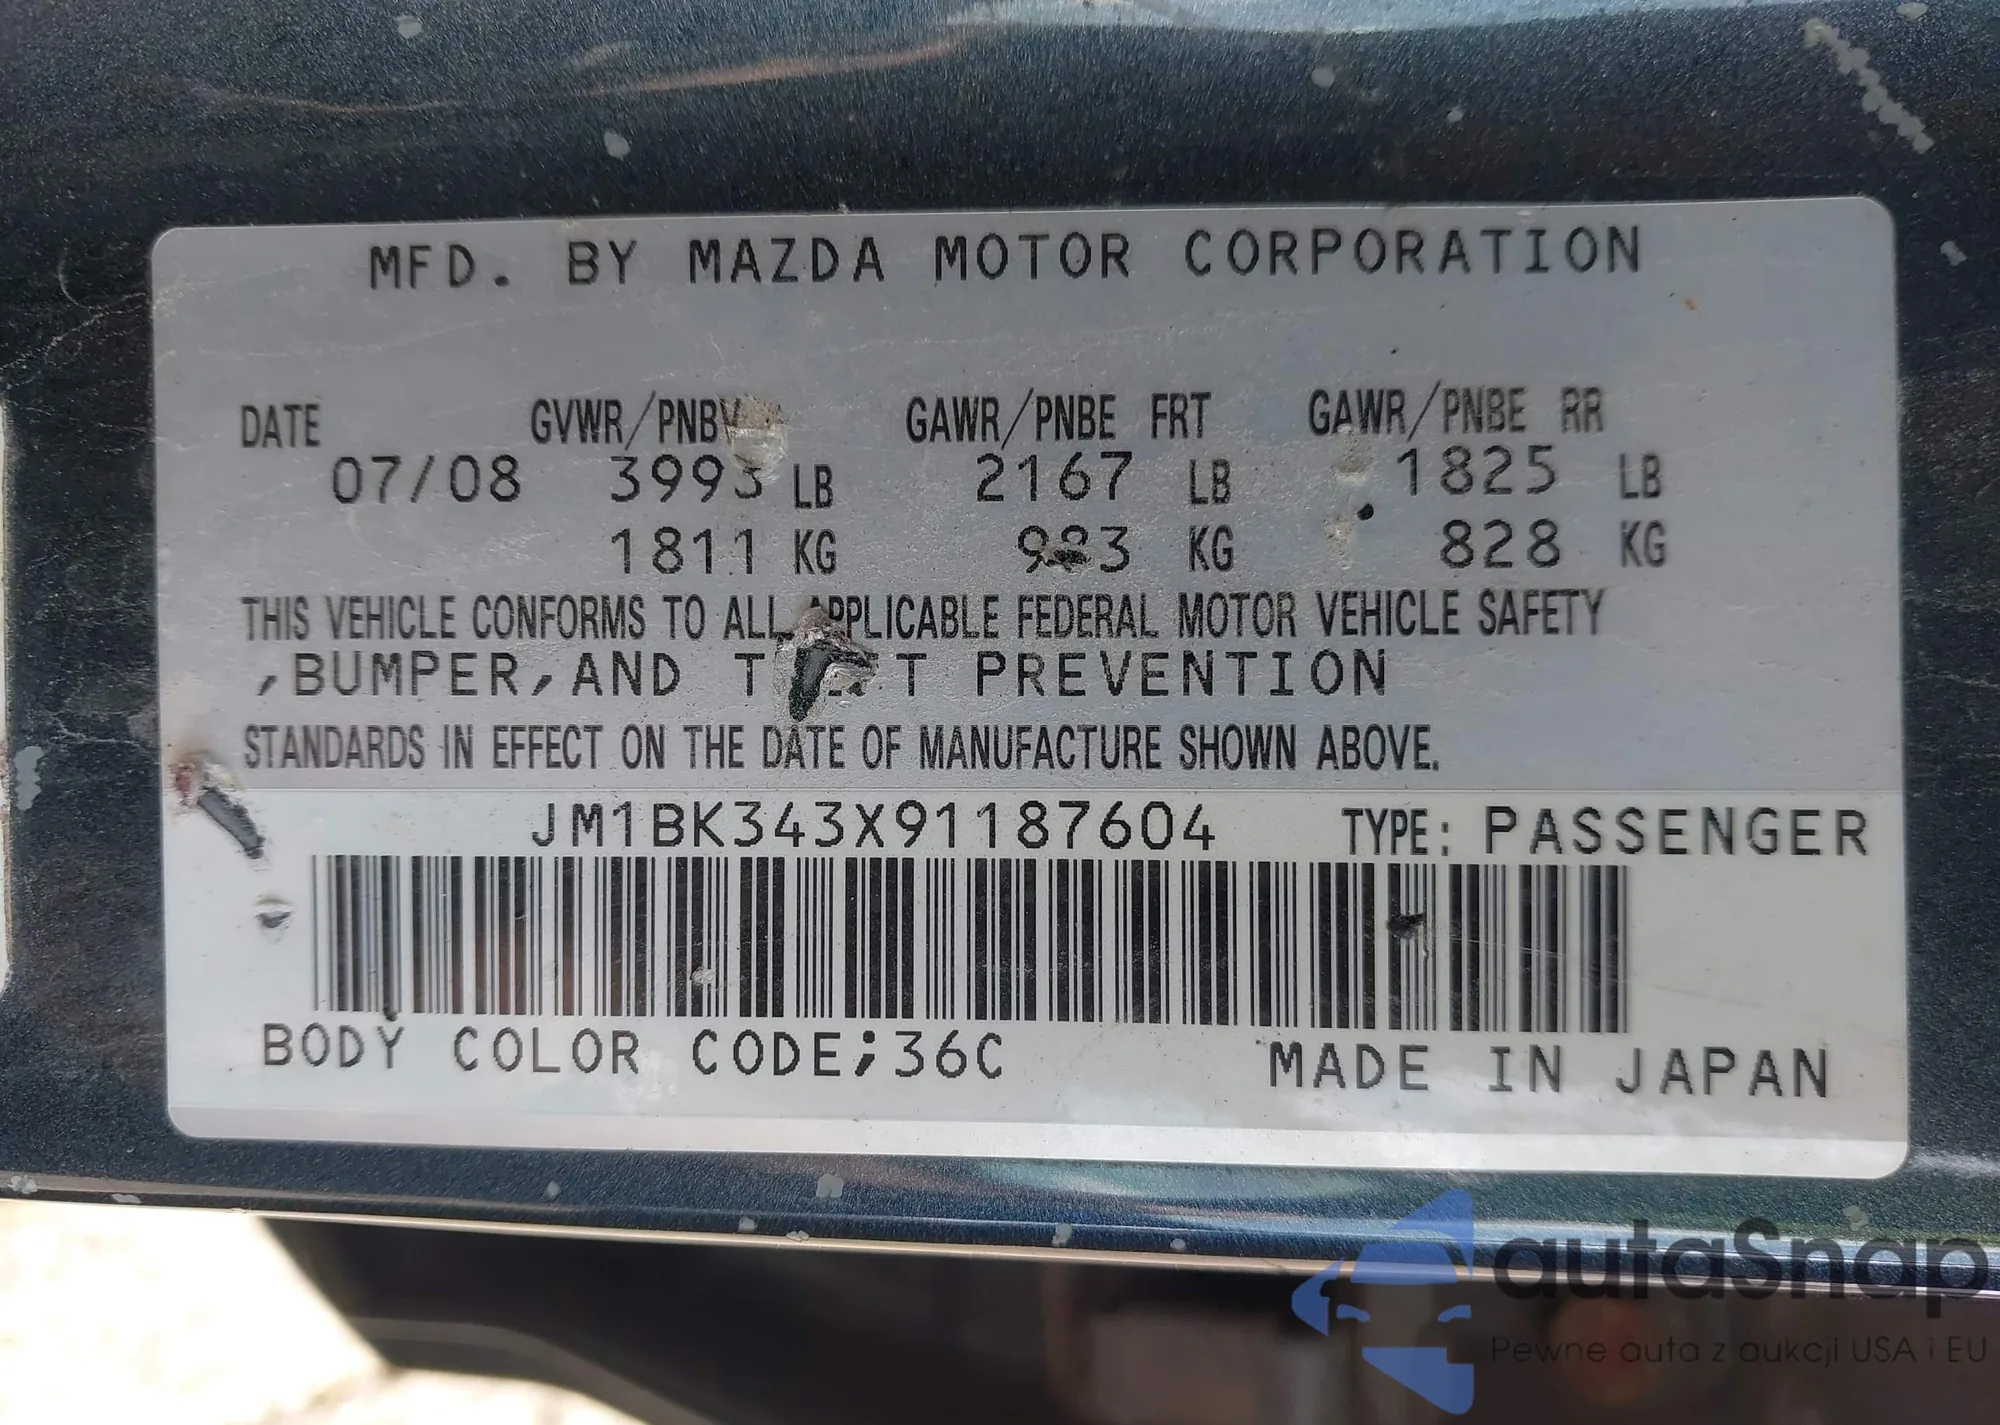 MFD. BY MAZDA MOTOR CORPORATION
DATE GVWR/PNBV GAWR/PNBE FRT GAWR/PNBE RR
07/08 3993 LB 2167 LB 1825 LB
1811 KG 983 KG 828 KG
THIS VEHICLE CONFORMS TO ALL APPLICABLE FEDERAL MOTOR VEHICLE SAFETY
,BUMPER,AND THEFT PREVENTION
STANDARDS IN EFFECT ON THE DATE OF MANUFACTURE SHOWN ABOVE.
JM1BK343X91187604 TYPE: PASSENGER
BODY COLOR CODE;36C MADE IN JAPAN
autaSnap
Pewne auta z aukcji USA i EU